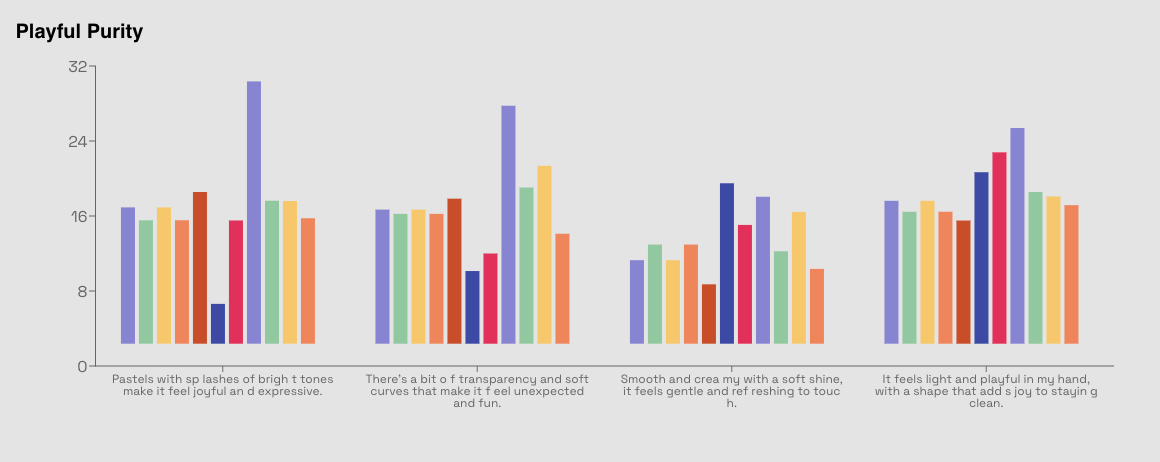 Playful Purity
32
24
16
8
0
Pastels with sp lashes of brigh t tones
make it feel joyful an d expressive.
There's a bit o f transparency and soft
curves that make it f eel unexpected
and fun.
Smooth and crea my with a soft shine,
it feels gentle and ref reshing to touc
h.
It feels light and playful in my hand,
with a shape that add s joy to stayin g
clean.